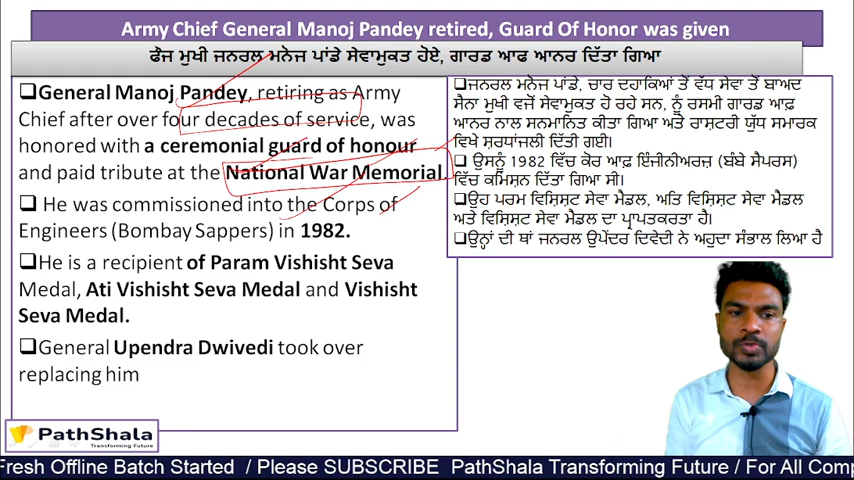 Army Chief General Manoj Pandey retired, Guard Of Honor was given
ਫੌਜ ਮੁਖੀ ਜਨਰਲ ਮਨੋਜ ਪਾਂਡੇ ਸੇਵਾਮੁਕਤ ਹੋਏ, ਗਾਰਡ ਆਫ ਆਨਰ ਦਿੱਤਾ ਗਿਆ
❑General Manoj Pandey, retiring as Army
Chief after over four decades of service, was
honored with a ceremonial guard of honour
and paid tribute at the National War Memorial.
❑ He was commissioned into the Corps of
Engineers (Bombay Sappers) in 1982.
❑He is a recipient of Param Vishisht Seva
Medal, Ati Vishisht Seva Medal and Vishisht
Seva Medal.
❑General Upendra Dwivedi took over
replacing him
❑ਜਨਰਲ ਮਨੋਜ ਪਾਂਡੇ, ਚਾਰ ਦਹਾਕਿਆਂ ਤੋਂ ਵੱਧ ਸੇਵਾ ਤੋਂ ਬਾਅਦ
ਸੈਨਾ ਮੁਖੀ ਵਜੋਂ ਸੇਵਾਮੁਕਤ ਹੋ ਰਹੇ ਸਨ, ਨੂੰ ਰਸਮੀ ਗਾਰਡ ਆਫ਼
ਆਨਰ ਨਾਲ ਸਨਮਾਨਿਤ ਕੀਤਾ ਗਿਆ ਅਤੇ ਰਾਸ਼ਟਰੀ ਯੁੱਧ ਸਮਾਰਕ
ਵਿਖੇ ਸ਼ਰਧਾਂਜਲੀ ਦਿੱਤੀ ਗਈ।
❑ ਉਸਨੂੰ 1982 ਵਿੱਚ ਕੋਰ ਆਫ਼ ਇੰਜੀਨੀਅਰਜ਼ (ਬੰਬੇ ਸੈਪਰਸ)
ਵਿੱਚ ਕਮਿਸ਼ਨ ਦਿੱਤਾ ਗਿਆ ਸੀ।
❑ਉਹ ਪਰਮ ਵਿਸ਼ਿਸ਼ਟ ਸੇਵਾ ਮੈਡਲ, ਅਤਿ ਵਿਸ਼ਿਸ਼ਟ ਸੇਵਾ ਮੈਡਲ
ਅਤੇ ਵਿਸ਼ਿਸ਼ਟ ਸੇਵਾ ਮੈਡਲ ਦਾ ਪ੍ਰਾਪਤਕਰਤਾ ਹੈ।
❑ਉਨ੍ਹਾਂ ਦੀ ਥਾਂ ਜਨਰਲ ਉਪੇਂਦਰ ਦਿਵੇਦੀ ਨੇ ਅਹੁਦਾ ਸੰਭਾਲ ਲਿਆ ਹੈ
PathShala
Transforming Future
Fresh Offline Batch Started / Please SUBSCRIBE PathShala Transforming Future / For All Comp